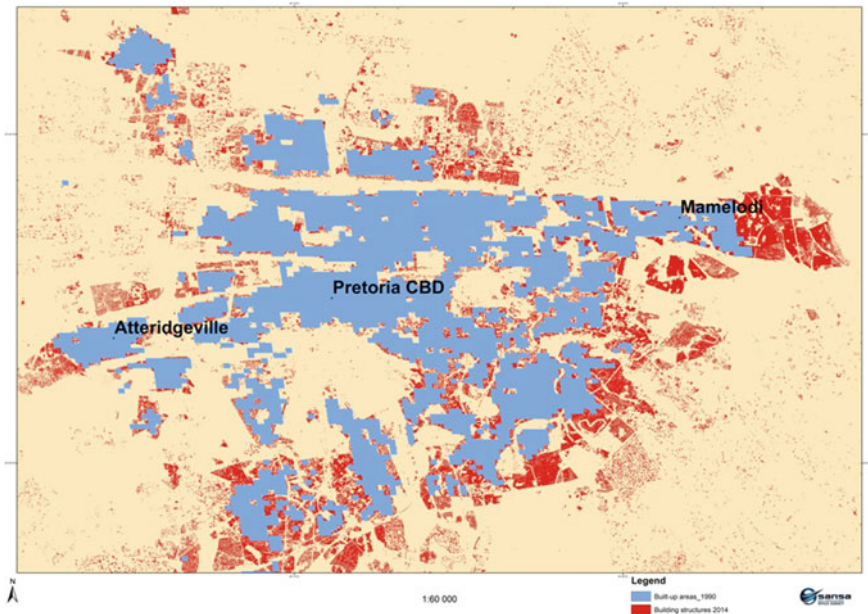 Mamelodi
Pretoria CBD
Atteridgeville
N
1:60 000
Legend
Built-up areas_1990
Building structures 2014
sansa